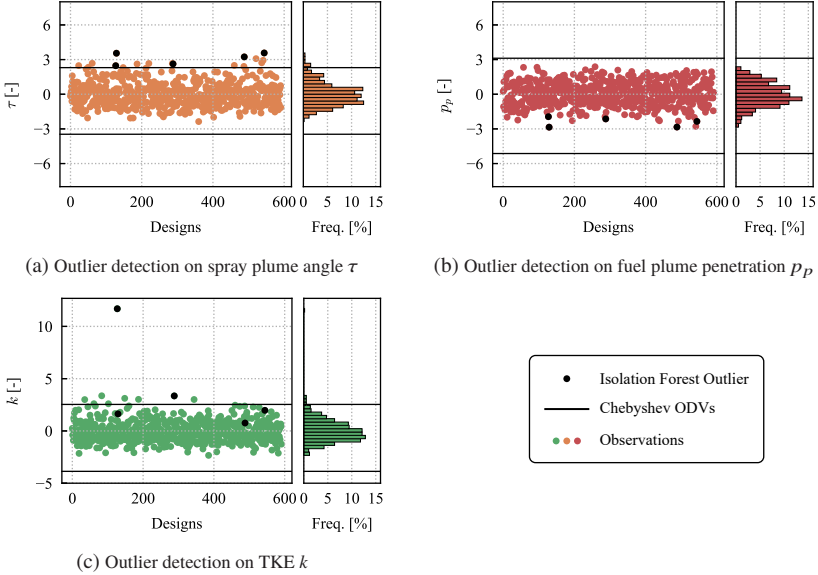 6
3
0
−3
−6
τ [-]
0 200 400 600
Designs
0 5 10 15
Freq. [%]
(a) Outlier detection on spray plume angle τ
6
3
0
−3
−6
p_p [-]
0 200 400 600
Designs
0 5 10 15
Freq. [%]
(b) Outlier detection on fuel plume penetration p_p
10
5
0
−5
k [-]
0 200 400 600
Designs
0 5 10 15
Freq. [%]
(c) Outlier detection on TKE k
Isolation Forest Outlier
Chebyshev ODVs
Observations